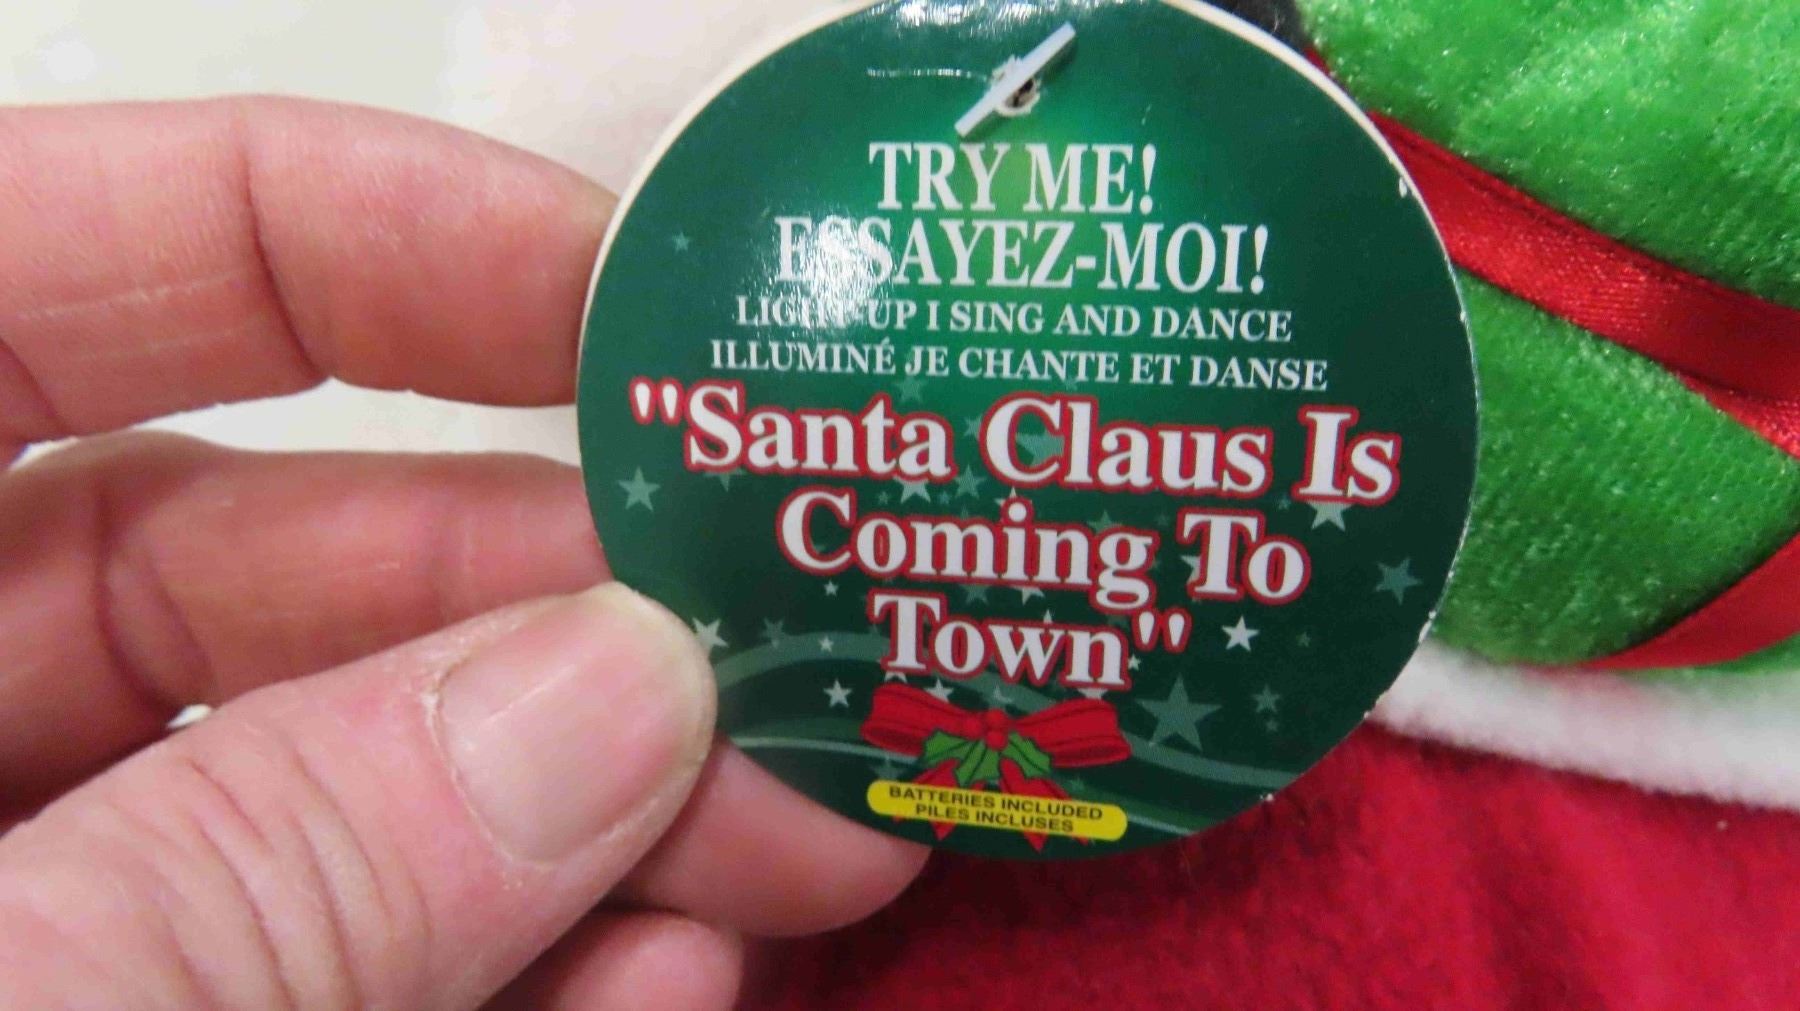 TRY ME!
ESSAYEZ-MOI!
LIGHT-UP I SING AND DANCE
ILLUMINÉ JE CHANTE ET DANSE
"Santa Claus Is
Coming To
Town"
BATTERIES INCLUDED
PILES INCLUSES